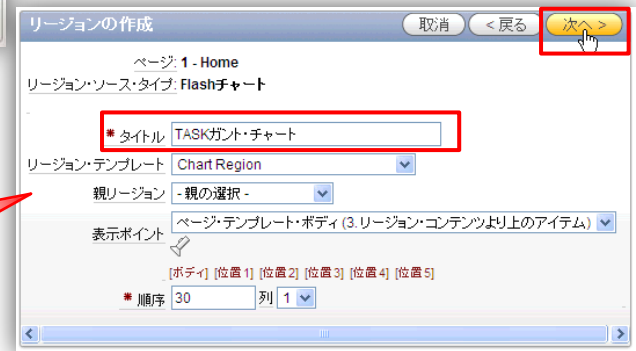 リージョンの作成 取消 < 戻る 次へ >
ページ: 1 - Home
リージョン・ソース・タイプ: Flashチャート
* タイトル TASKガント・チャート
リージョン・テンプレート Chart Region
親リージョン - 親の選択 -
表示ポイント ページ・テンプレート・ボディ (3. リージョン・コンテンツより上のアイテム)
[ボディ] [位置 1] [位置 2] [位置 3] [位置 4] [位置 5]
* 順序 30 列 1